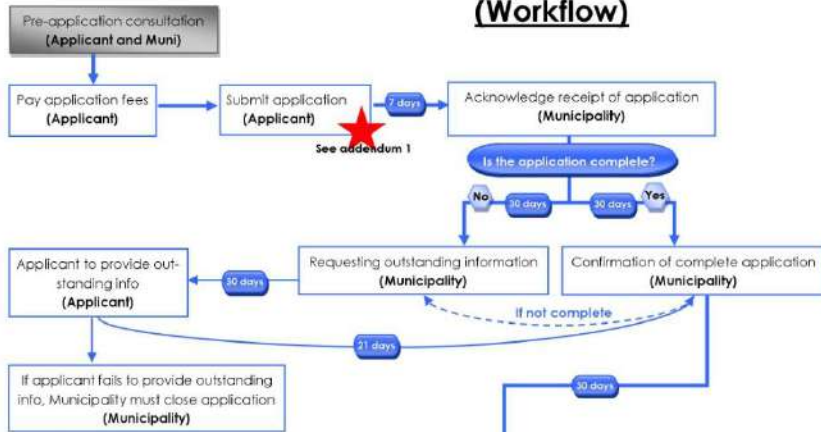 (Workflow)
Pre-application consultation
(Applicant and Muni)
Pay application fees
(Applicant)
Submit application
(Applicant)
7 days
Acknowledge receipt of application
(Municipality)
See addendum 1
Is the application complete?
No
30 days
30 days
Yes
Applicant to provide out-
standing info
(Applicant)
30 days
Requesting outstanding information
(Municipality)
Confirmation of complete application
(Municipality)
If not complete
21 days
If applicant fails to provide outstanding
info, Municipality must close application
(Municipality)
30 days